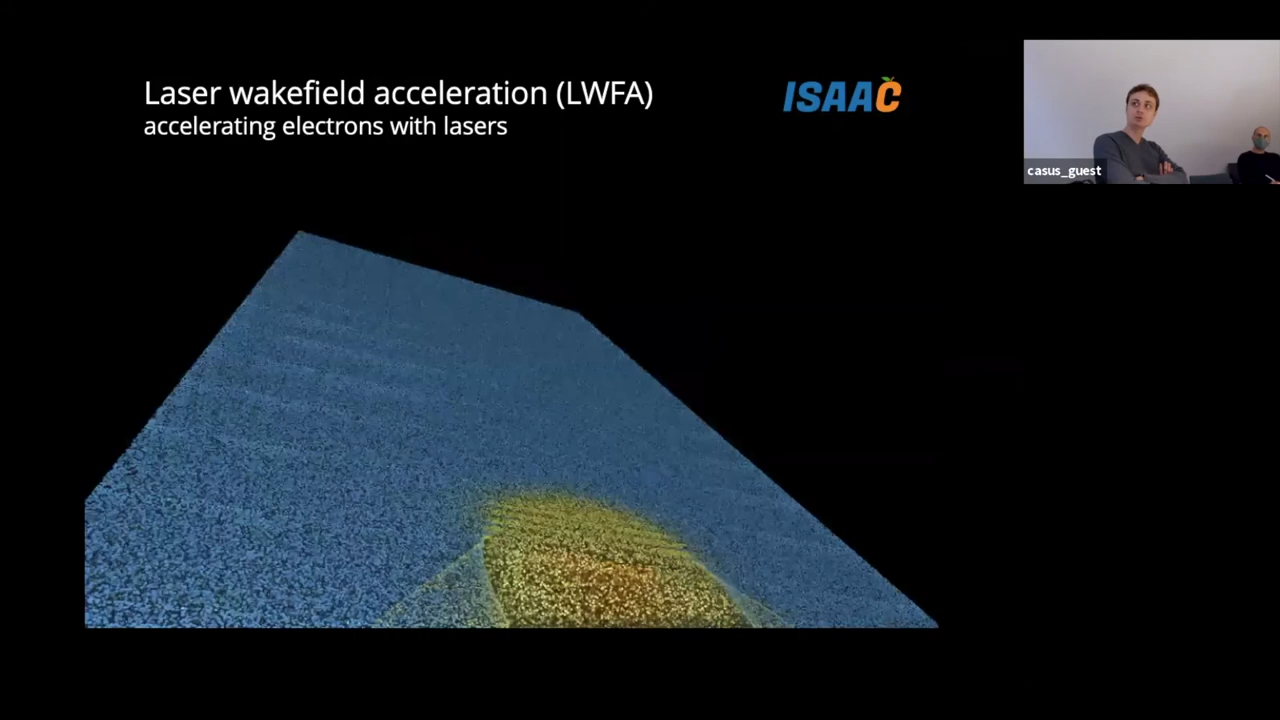 Laser wakefield acceleration (LWFA)
accelerating electrons with lasers
ISAAC
casus_guest